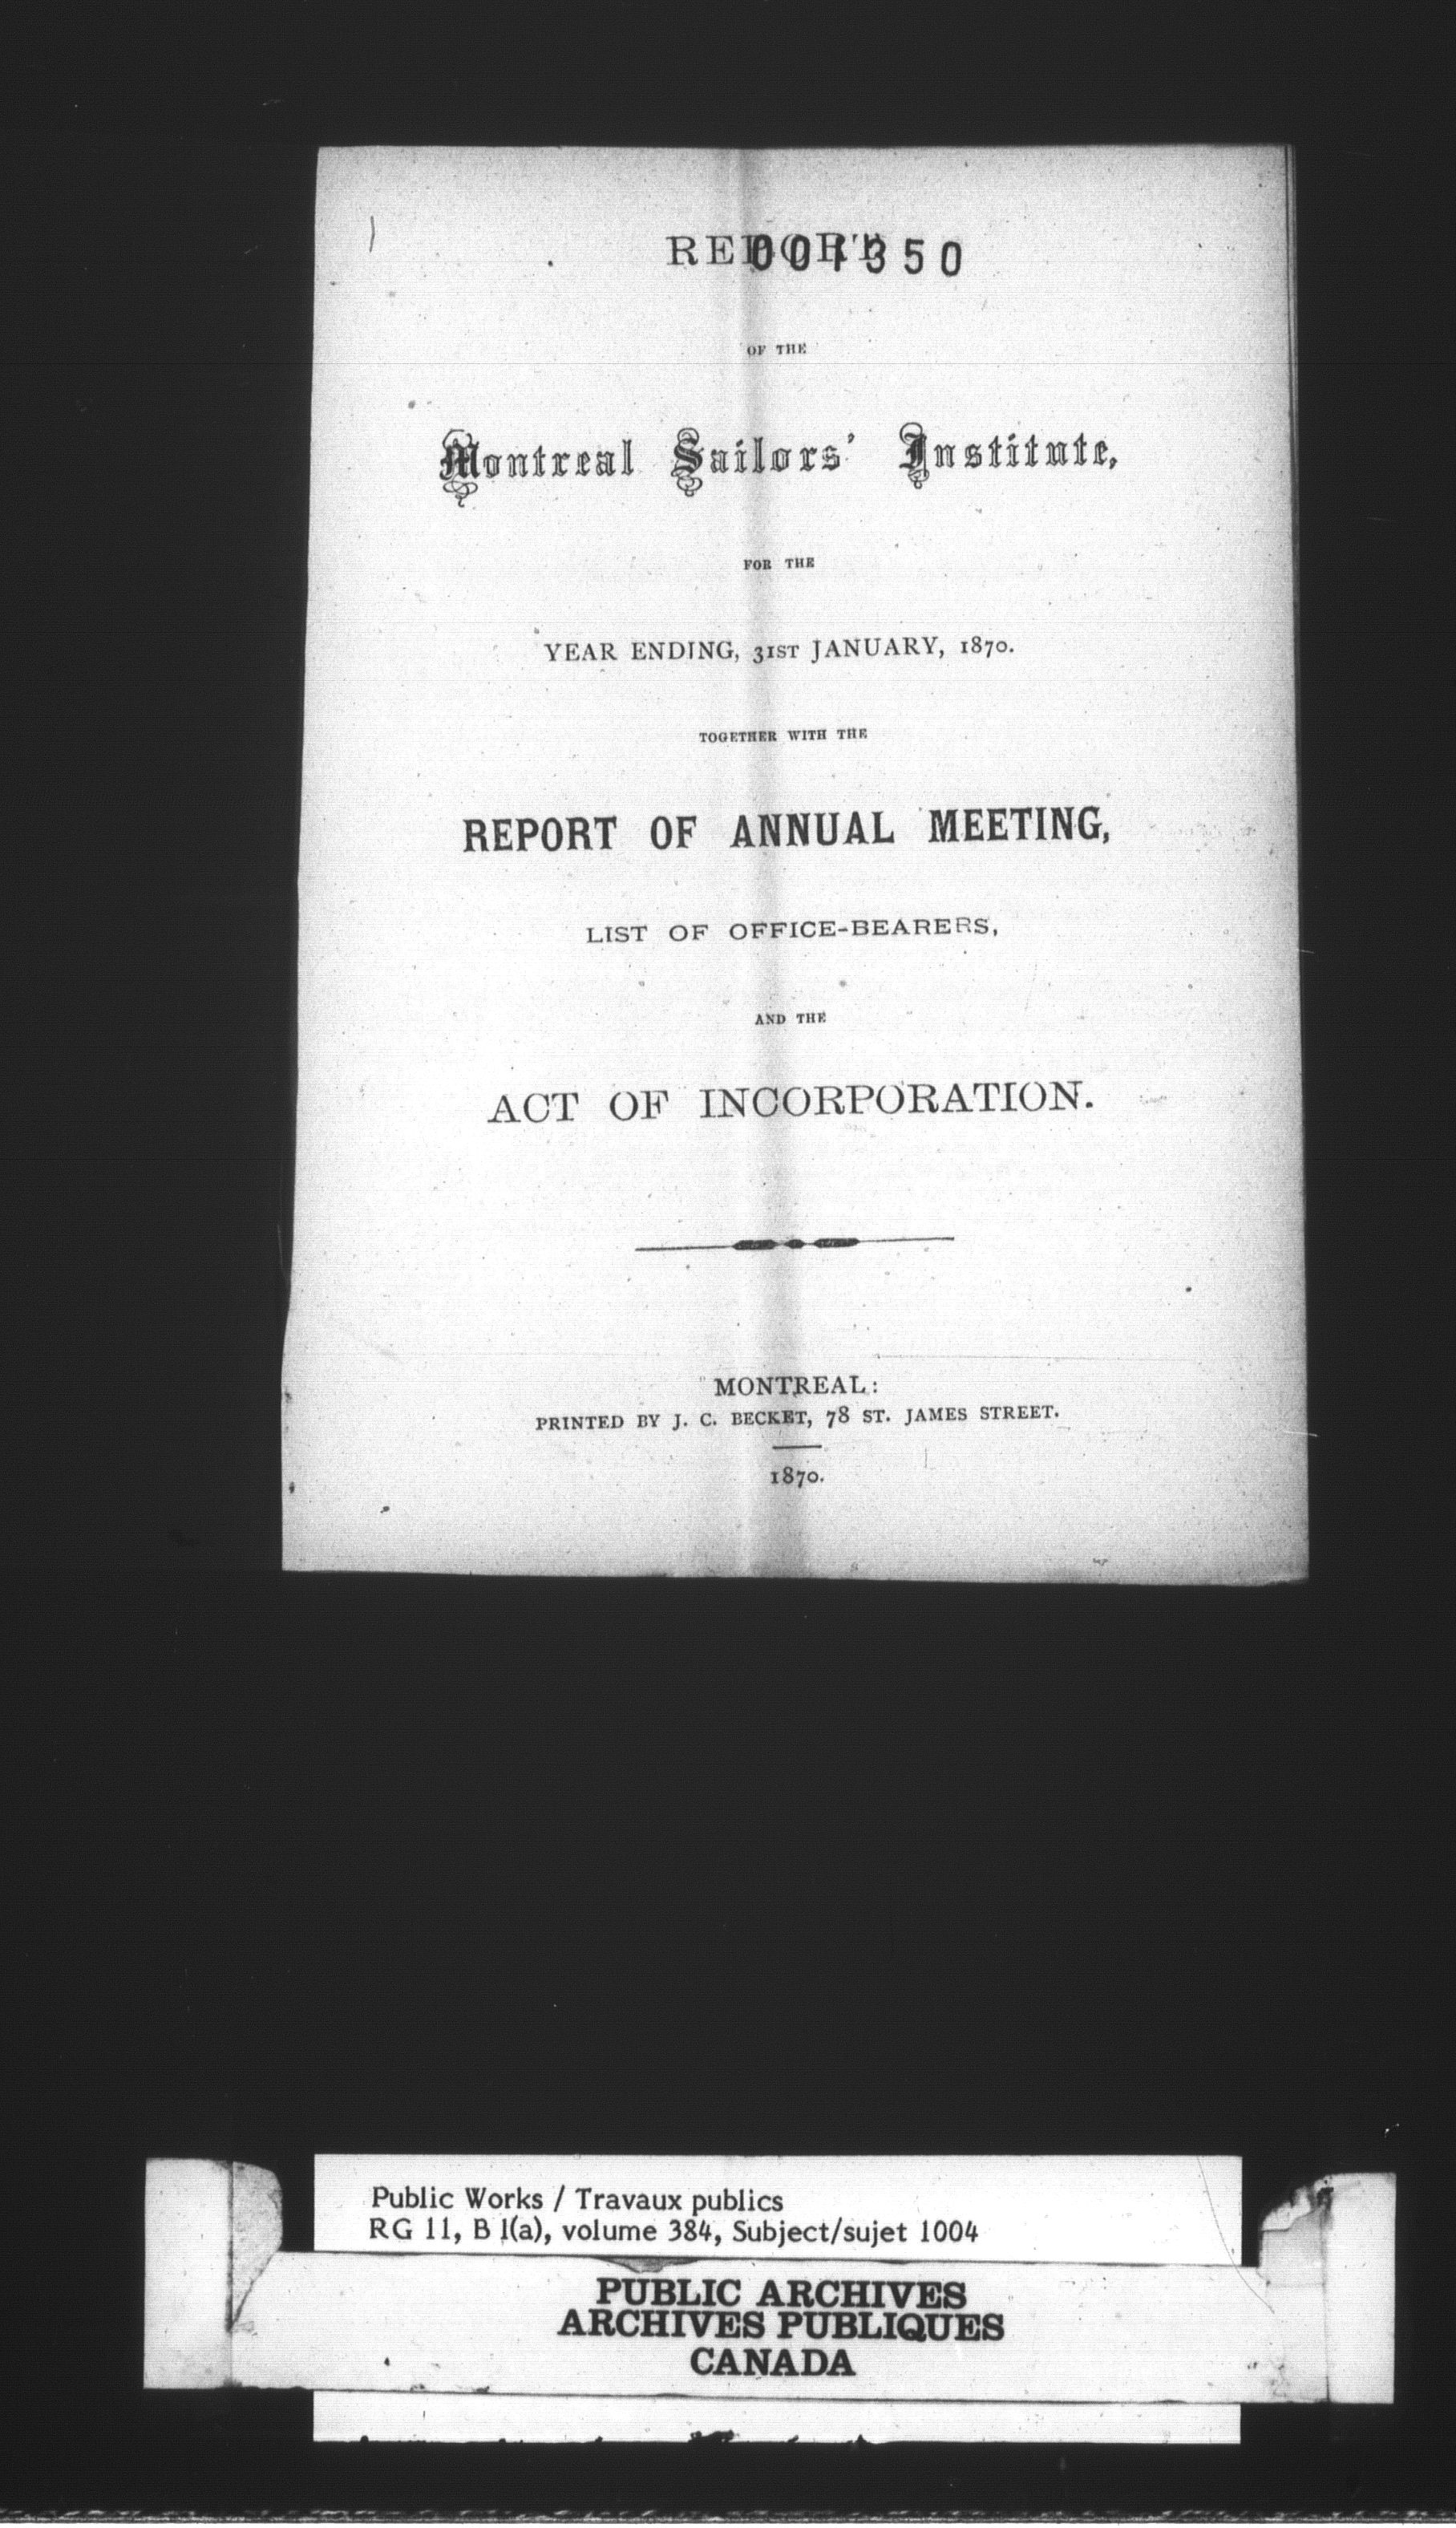 REPORT
001350
OF THE
Montreal Sailors' Institute,
FOR THE
YEAR ENDING, 31ST JANUARY, 1870.
TOGETHER WITH THE
REPORT OF ANNUAL MEETING,
LIST OF OFFICE-BEARERS,
AND THE
ACT OF INCORPORATION.
MONTREAL:
PRINTED BY J. C. BECKET, 78 ST. JAMES STREET.
1870.
Public Works / Travaux publics
RG 11, B 1(a), volume 384, Subject/sujet 1004
PUBLIC ARCHIVES
ARCHIVES PUBLIQUES
CANADA